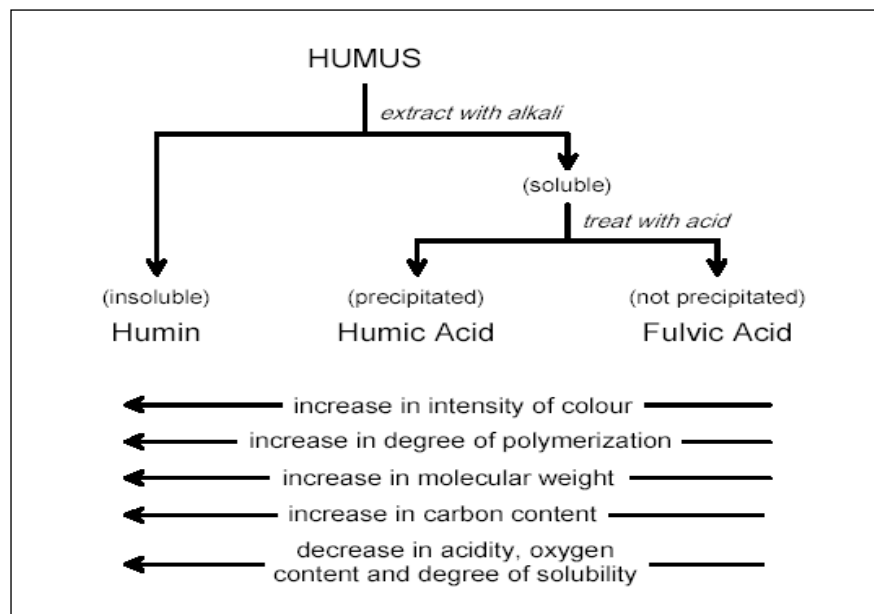 HUMUS
extract with alkali
(soluble)
treat with acid
(insoluble) (precipitated) (not precipitated)
Humin Humic Acid Fulvic Acid
increase in intensity of colour
increase in degree of polymerization
increase in molecular weight
increase in carbon content
decrease in acidity, oxygen
content and degree of solubility